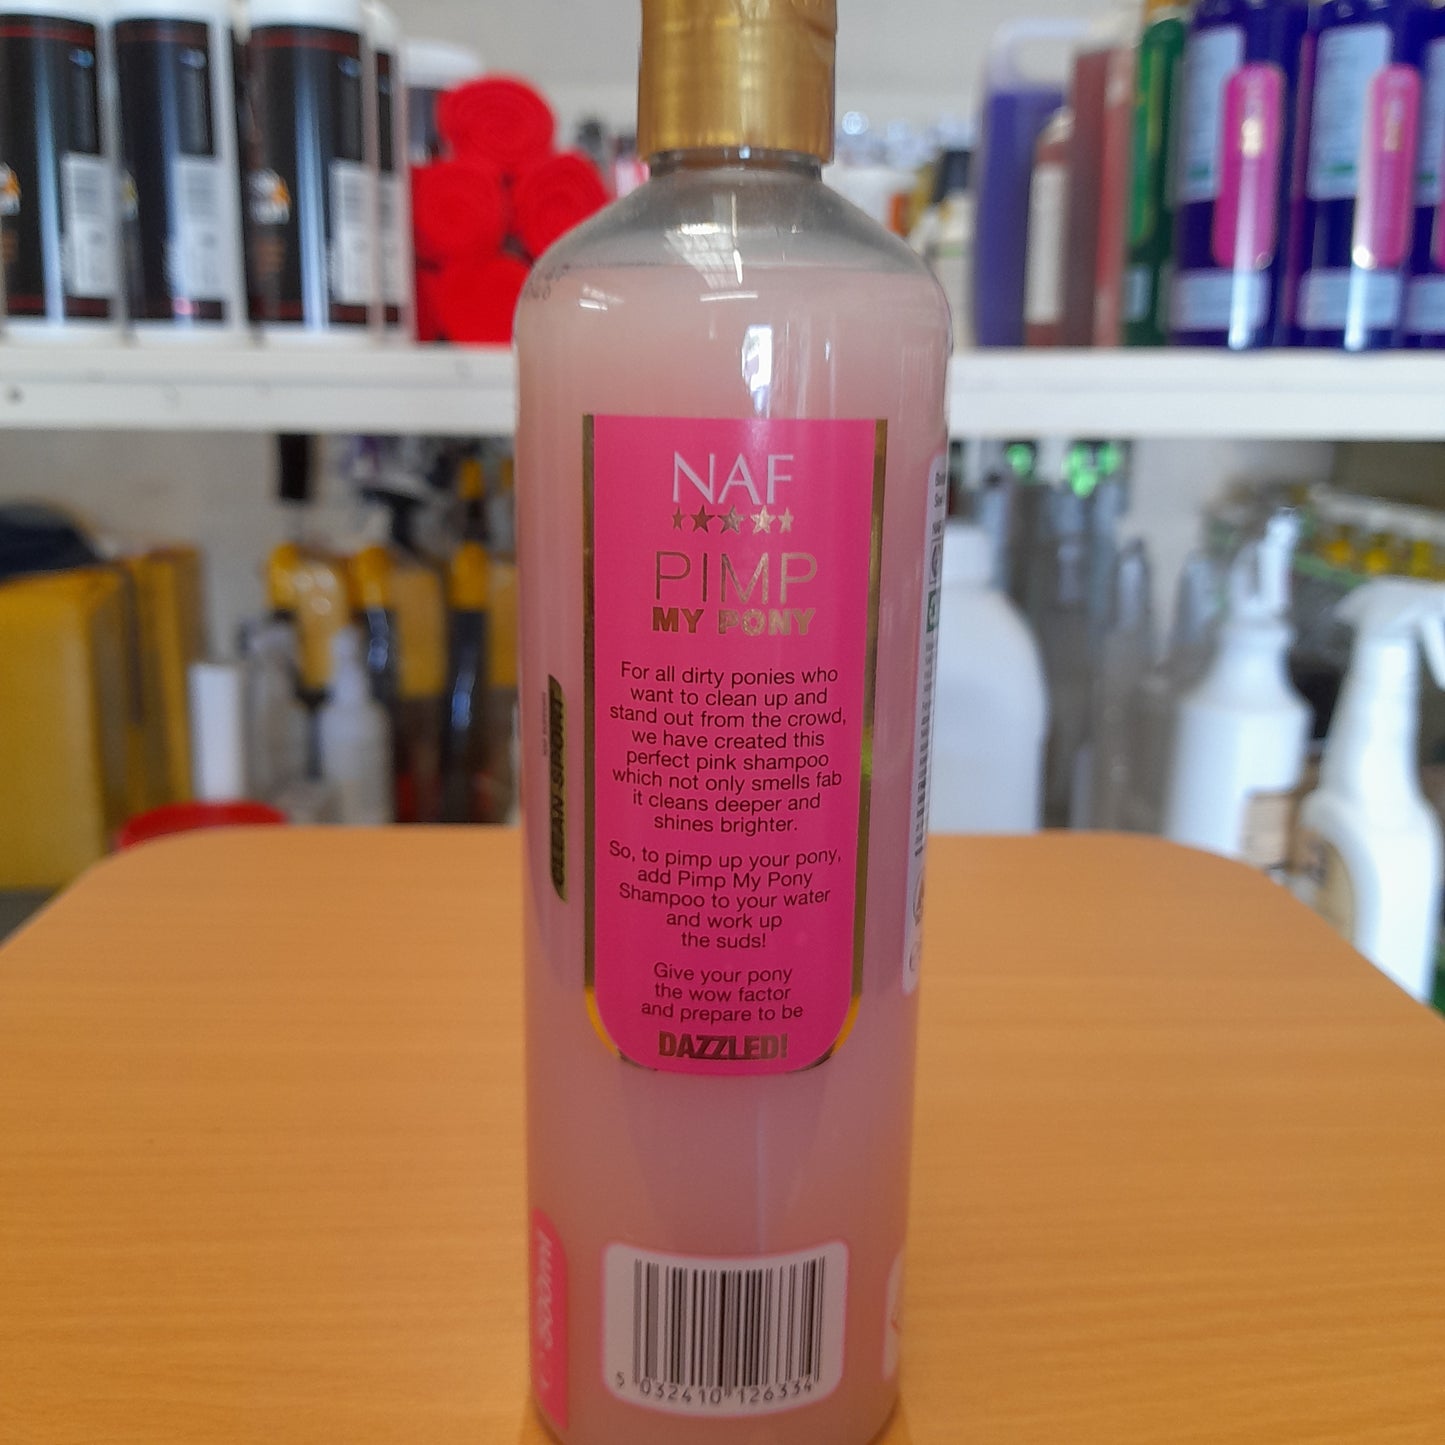 NAF
PIMP
MY PONY
For all dirty ponies who
want to clean up and
stand out from the crowd,
we have created this
perfect pink shampoo
which not only smells fab
it cleans deeper and
shines brighter.
So, to pimp up your pony,
add Pimp My Pony
Shampoo to your water
and work up
the suds!
Give your pony
the wow factor
and prepare to be
DAZZLED!
CLEAN SPORT
500ml
5 032410 126334